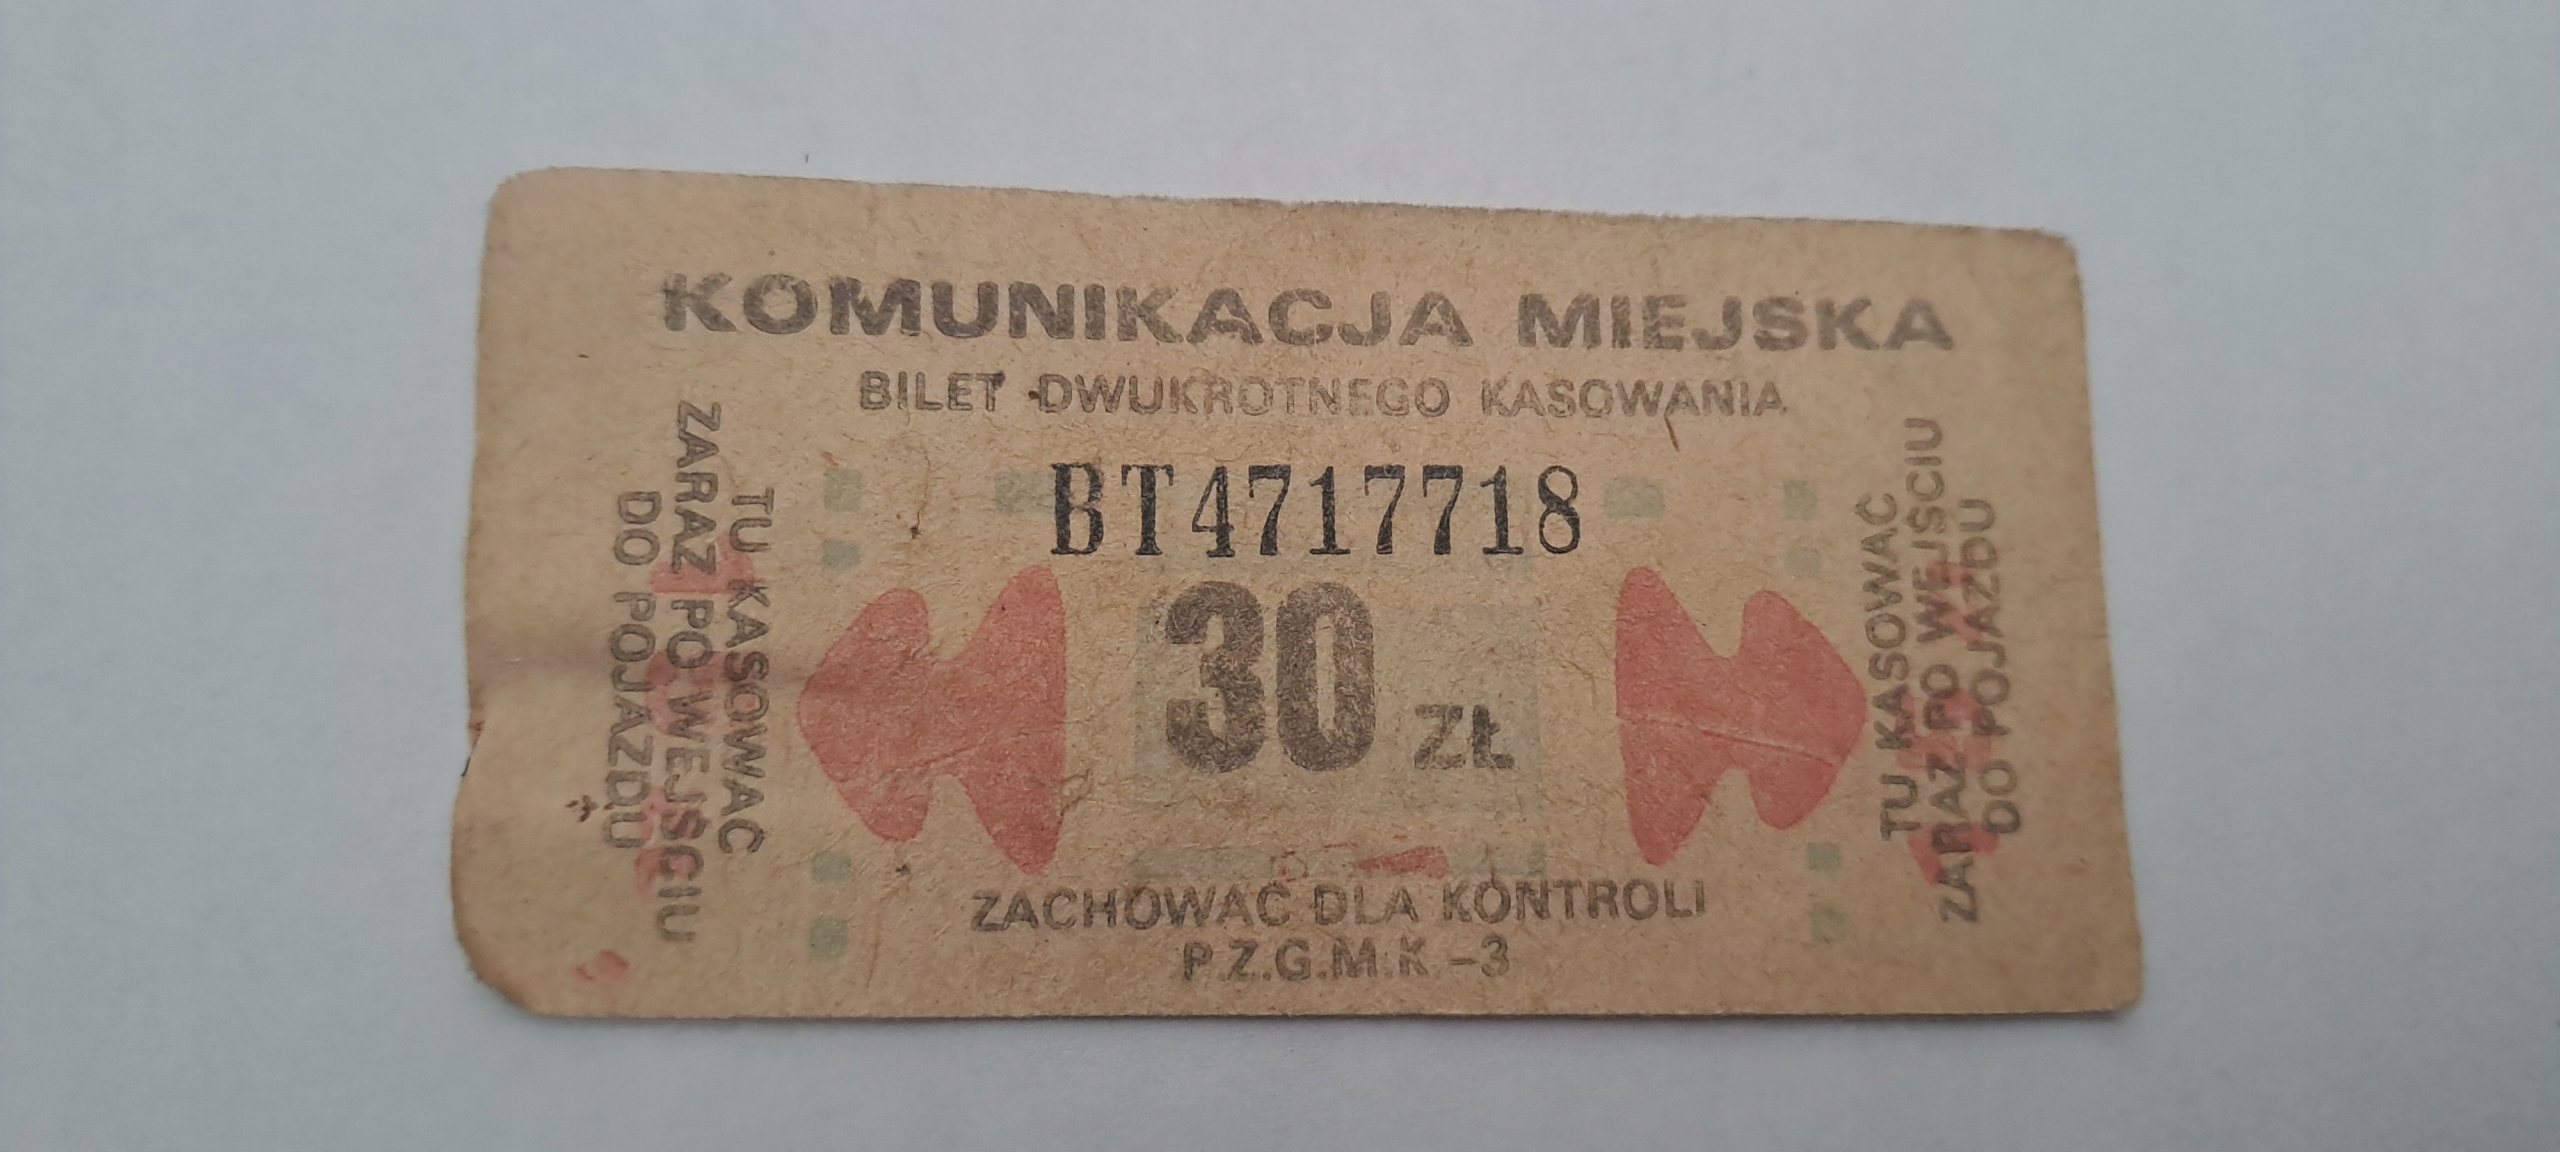 KOMUNIKACJA MIEJSKA
BILET DWUKROTNEGO KASOWANIA
BT4717718
TU KASOWAĆ
ZARAZ PO WEJŚCIU
DO POJAZDU
30 ZŁ
TU KASOWAĆ
ZARAZ PO WEJŚCIU
DO POJAZDU
ZACHOWAĆ DLA KONTROLI
P.Z.G.M.K.-3